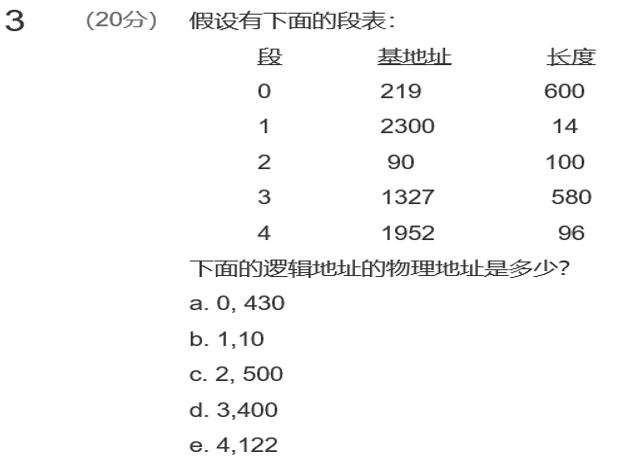 3 (20分) 假设有下面的段表：
段 基地址 长度
0 219 600
1 2300 14
2 90 100
3 1327 580
4 1952 96
下面的逻辑地址的物理地址是多少?
a. 0, 430
b. 1,10
c. 2, 500
d. 3,400
e. 4,122